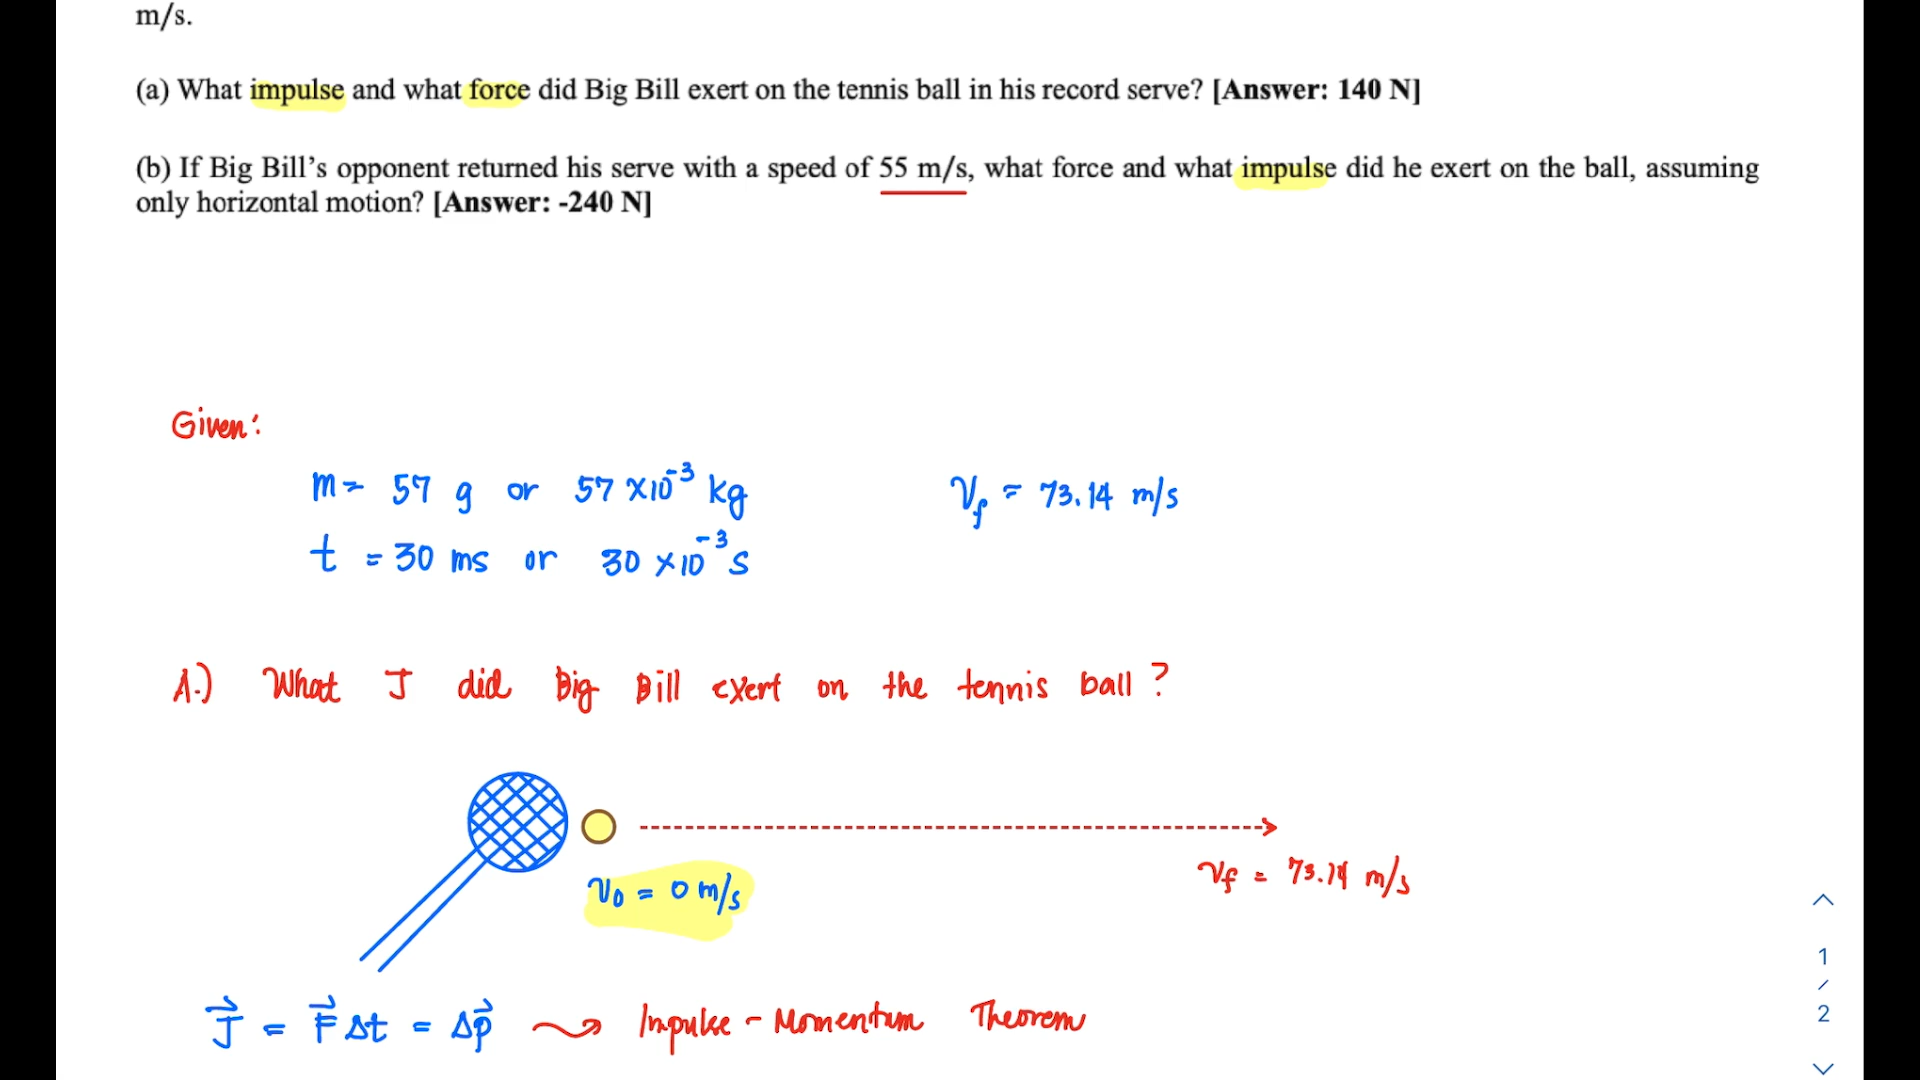 m/s.
(a) What impulse and what force did Big Bill exert on the tennis ball in his record serve? [Answer: 140 N]
(b) If Big Bill’s opponent returned his serve with a speed of 55 m/s, what force and what impulse did he exert on the ball, assuming
only horizontal motion? [Answer: -240 N]
Given:
m = 57 g or 57 x10⁻³ kg
v_f = 73.14 m/s
t = 30 ms or 30 x10⁻³ s
A.) What J did Big Bill exert on the tennis ball?
v₀ = 0 m/s
v_f = 73.14 m/s
J⃗ = F⃗ Δt = Δp⃗ ⇝ Impulse - Momentum Theorem
1
/
2